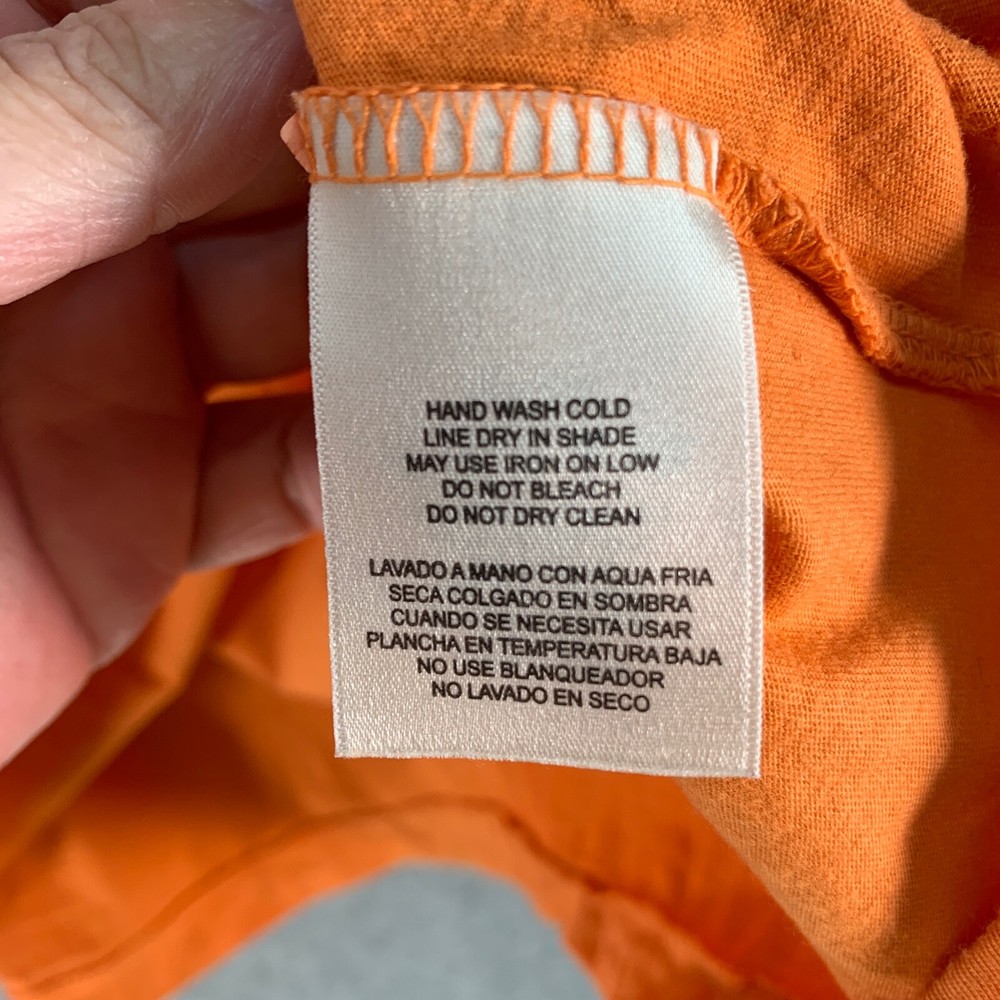 HAND WASH COLD
LINE DRY IN SHADE
MAY USE IRON ON LOW
DO NOT BLEACH
DO NOT DRY CLEAN
LAVADO A MANO CON AQUA FRIA
SECA COLGADO EN SOMBRA
CUANDO SE NECESITA USAR
PLANCHA EN TEMPERATURA BAJA
NO USE BLANQUEADOR
NO LAVADO EN SECO